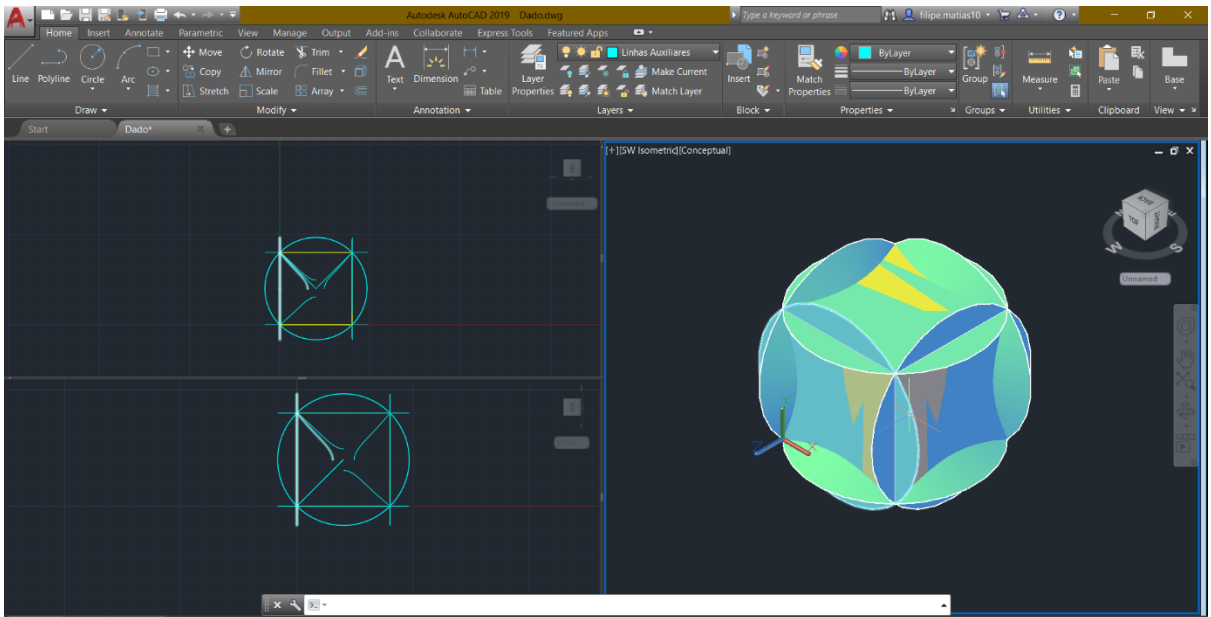 Autodesk AutoCAD 2019 Dado.dwg
Type a keyword or phrase
filipe.matias10
Home Insert Annotate Parametric View Manage Output Add-ins Collaborate Express Tools Featured Apps
Line Polyline Circle Arc
Move Rotate Trim
Copy Mirror Fillet
Stretch Scale Array
Text Dimension
Table
Layer Properties
Linhas Auxiliares
Make Current
Match Layer
Insert
Match Properties
ByLayer
ByLayer
ByLayer
Group
Measure
Paste
Base
Draw Modify Annotation Layers Block Properties Groups Utilities Clipboard View
Start Dado*
[+][SW Isometric][Conceptual]
BACK
TOP
W
S
Unnamed
X
Z